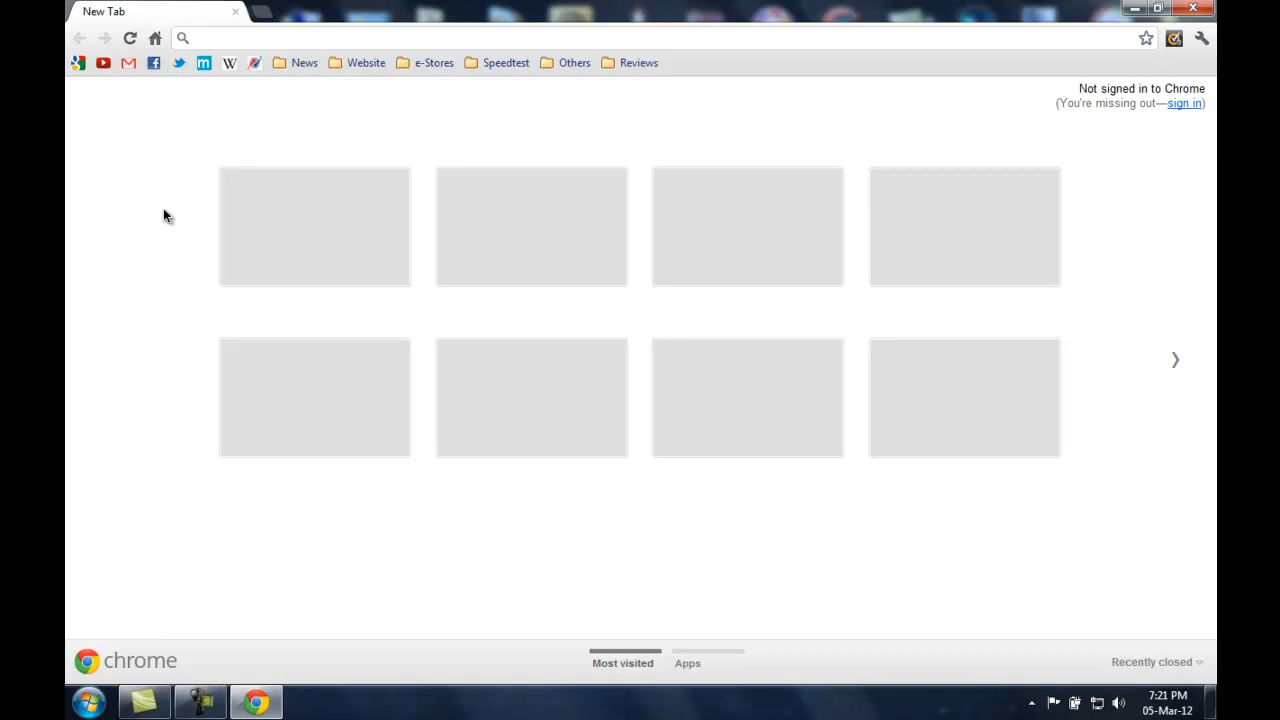 New Tab
News
Website
e-Stores
Speedtest
Others
Reviews
Not signed in to Chrome
(You're missing out—sign in)
chrome
Most visited
Apps
Recently closed
7:21 PM
05-Mar-12